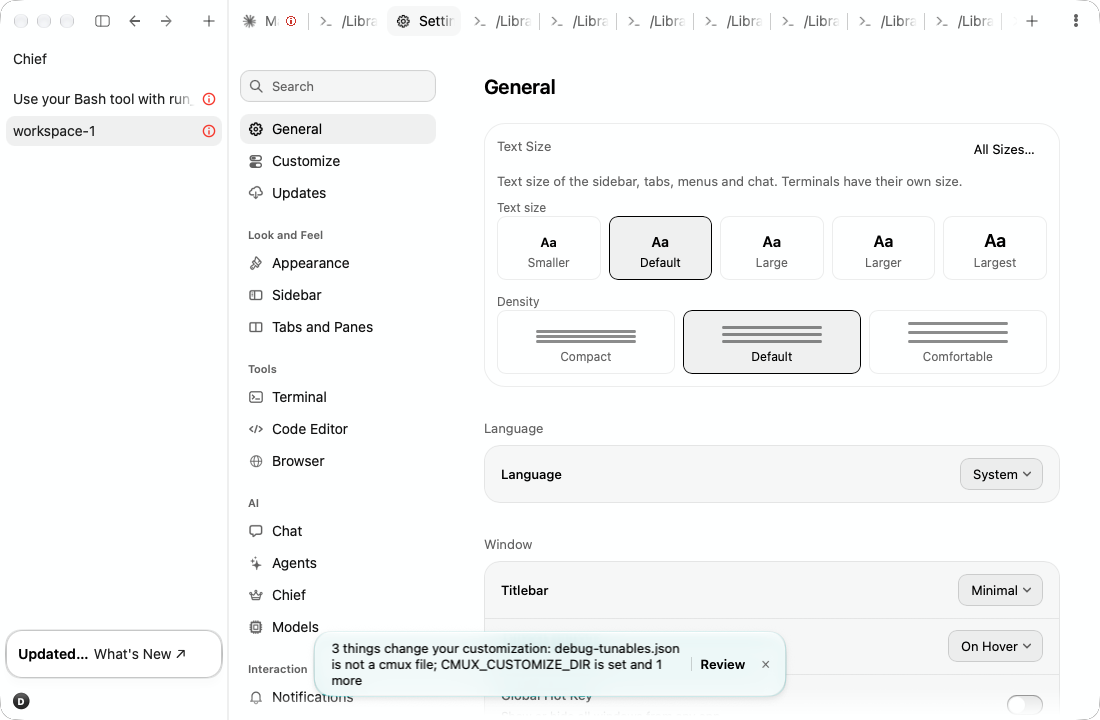 /Libra
Settin
/Libra
/Libra
/Libra
/Libra
/Libra
/Libra
/Libra
Chief
Use your Bash tool with run_
workspace-1
Updated... What's New
D
Search
General
Customize
Updates
Look and Feel
Appearance
Sidebar
Tabs and Panes
Tools
Terminal
Code Editor
Browser
AI
Chat
Agents
Chief
Models
Interaction
Notifications
General
Text Size
All Sizes...
Text size of the sidebar, tabs, menus and chat. Terminals have their own size.
Text size
Aa Aa Aa Aa Aa
Smaller Default Large Larger Largest
Density
Compact Default Comfortable
Language
Language System
Window
Titlebar Minimal
On Hover
Global Hot Key
3 things change your customization: debug-tunables.json
is not a cmux file; CMUX_CUSTOMIZE_DIR is set and 1
more
Review